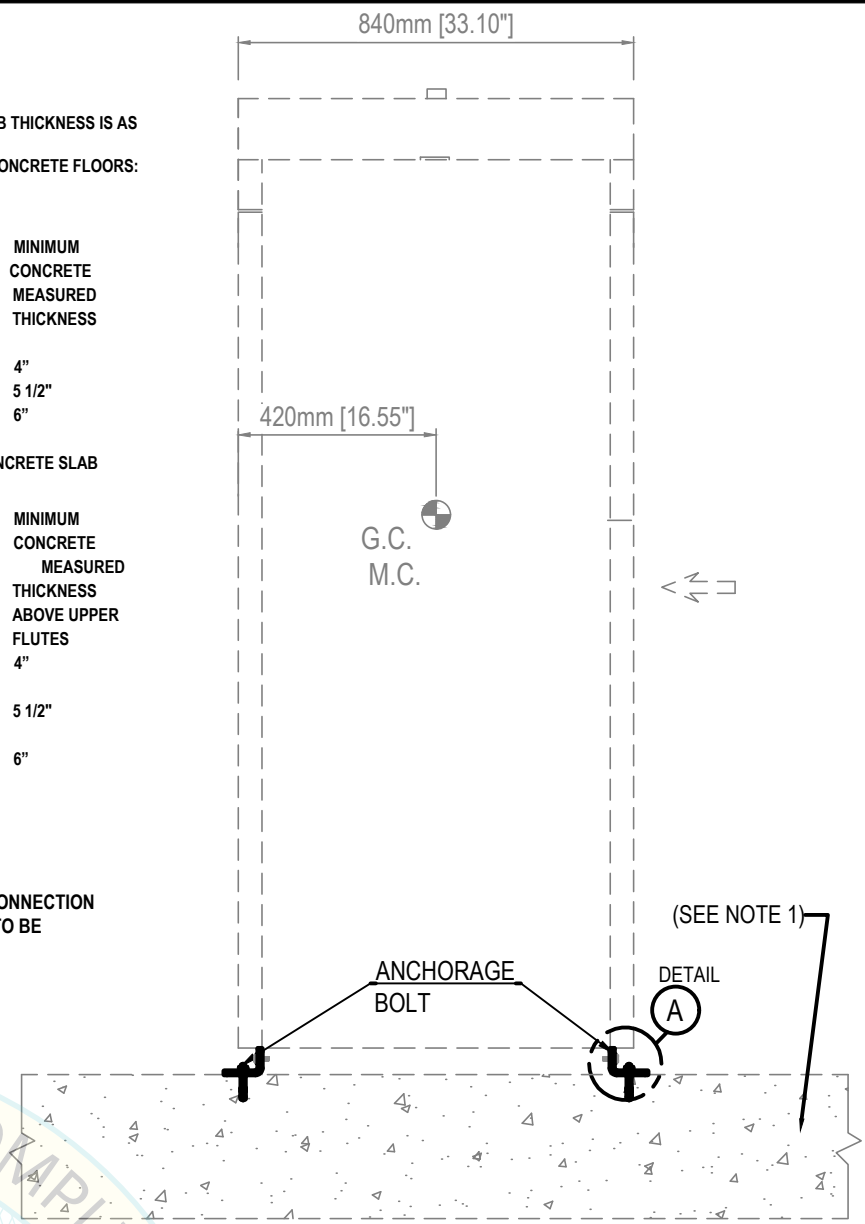 840mm [33.10"]
B THICKNESS IS AS
ONCRETE FLOORS:
MINIMUM
CONCRETE
MEASURED
THICKNESS
4”
5 1/2"
6”
420mm [16.55"]
NCRETE SLAB
MINIMUM
CONCRETE
MEASURED
THICKNESS
ABOVE UPPER
FLUTES
4”
5 1/2"
6”
G.C.
M.C.
ONNECTION
TO BE
(SEE NOTE 1)
ANCHORAGE
BOLT
DETAIL
A
OMPL